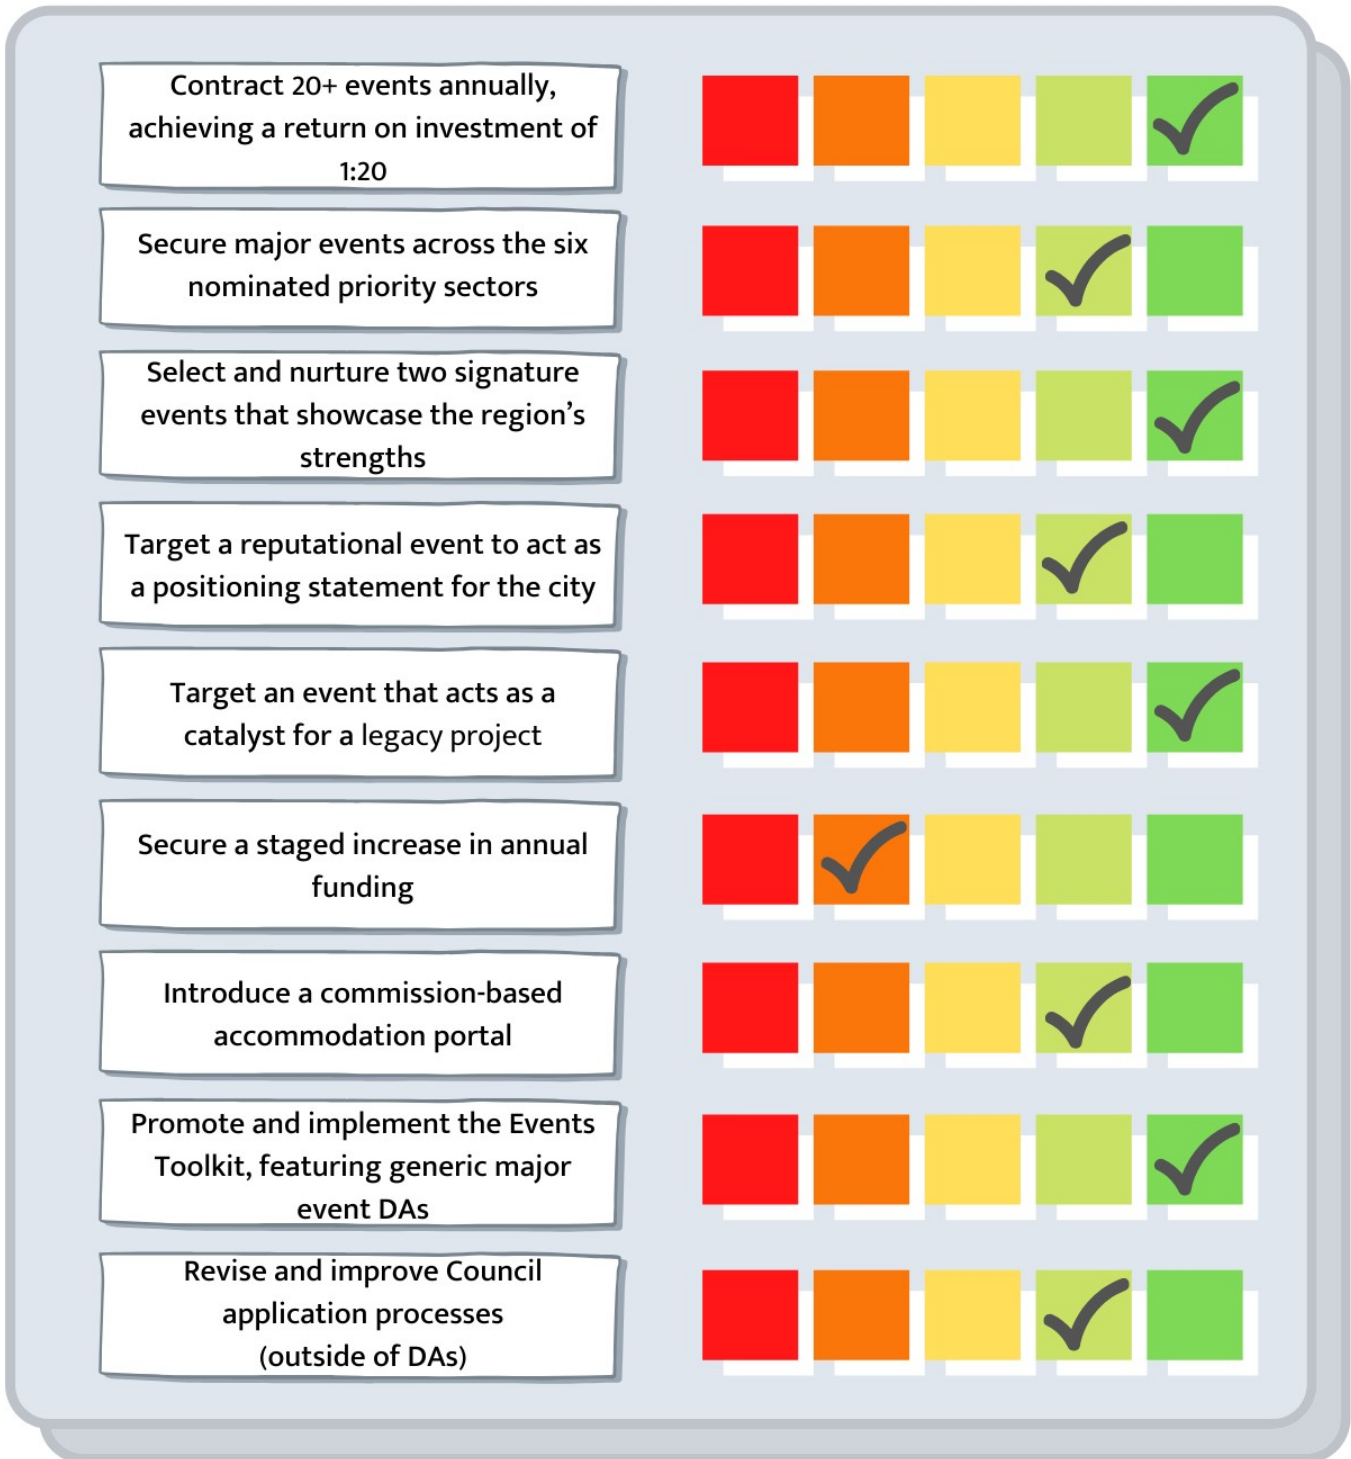 Contract 20+ events annually,
achieving a return on investment of
1:20
Secure major events across the six
nominated priority sectors
Select and nurture two signature
events that showcase the region’s
strengths
Target a reputational event to act as
a positioning statement for the city
Target an event that acts as a
catalyst for a legacy project
Secure a staged increase in annual
funding
Introduce a commission-based
accommodation portal
Promote and implement the Events
Toolkit, featuring generic major
event DAs
Revise and improve Council
application processes
(outside of DAs)